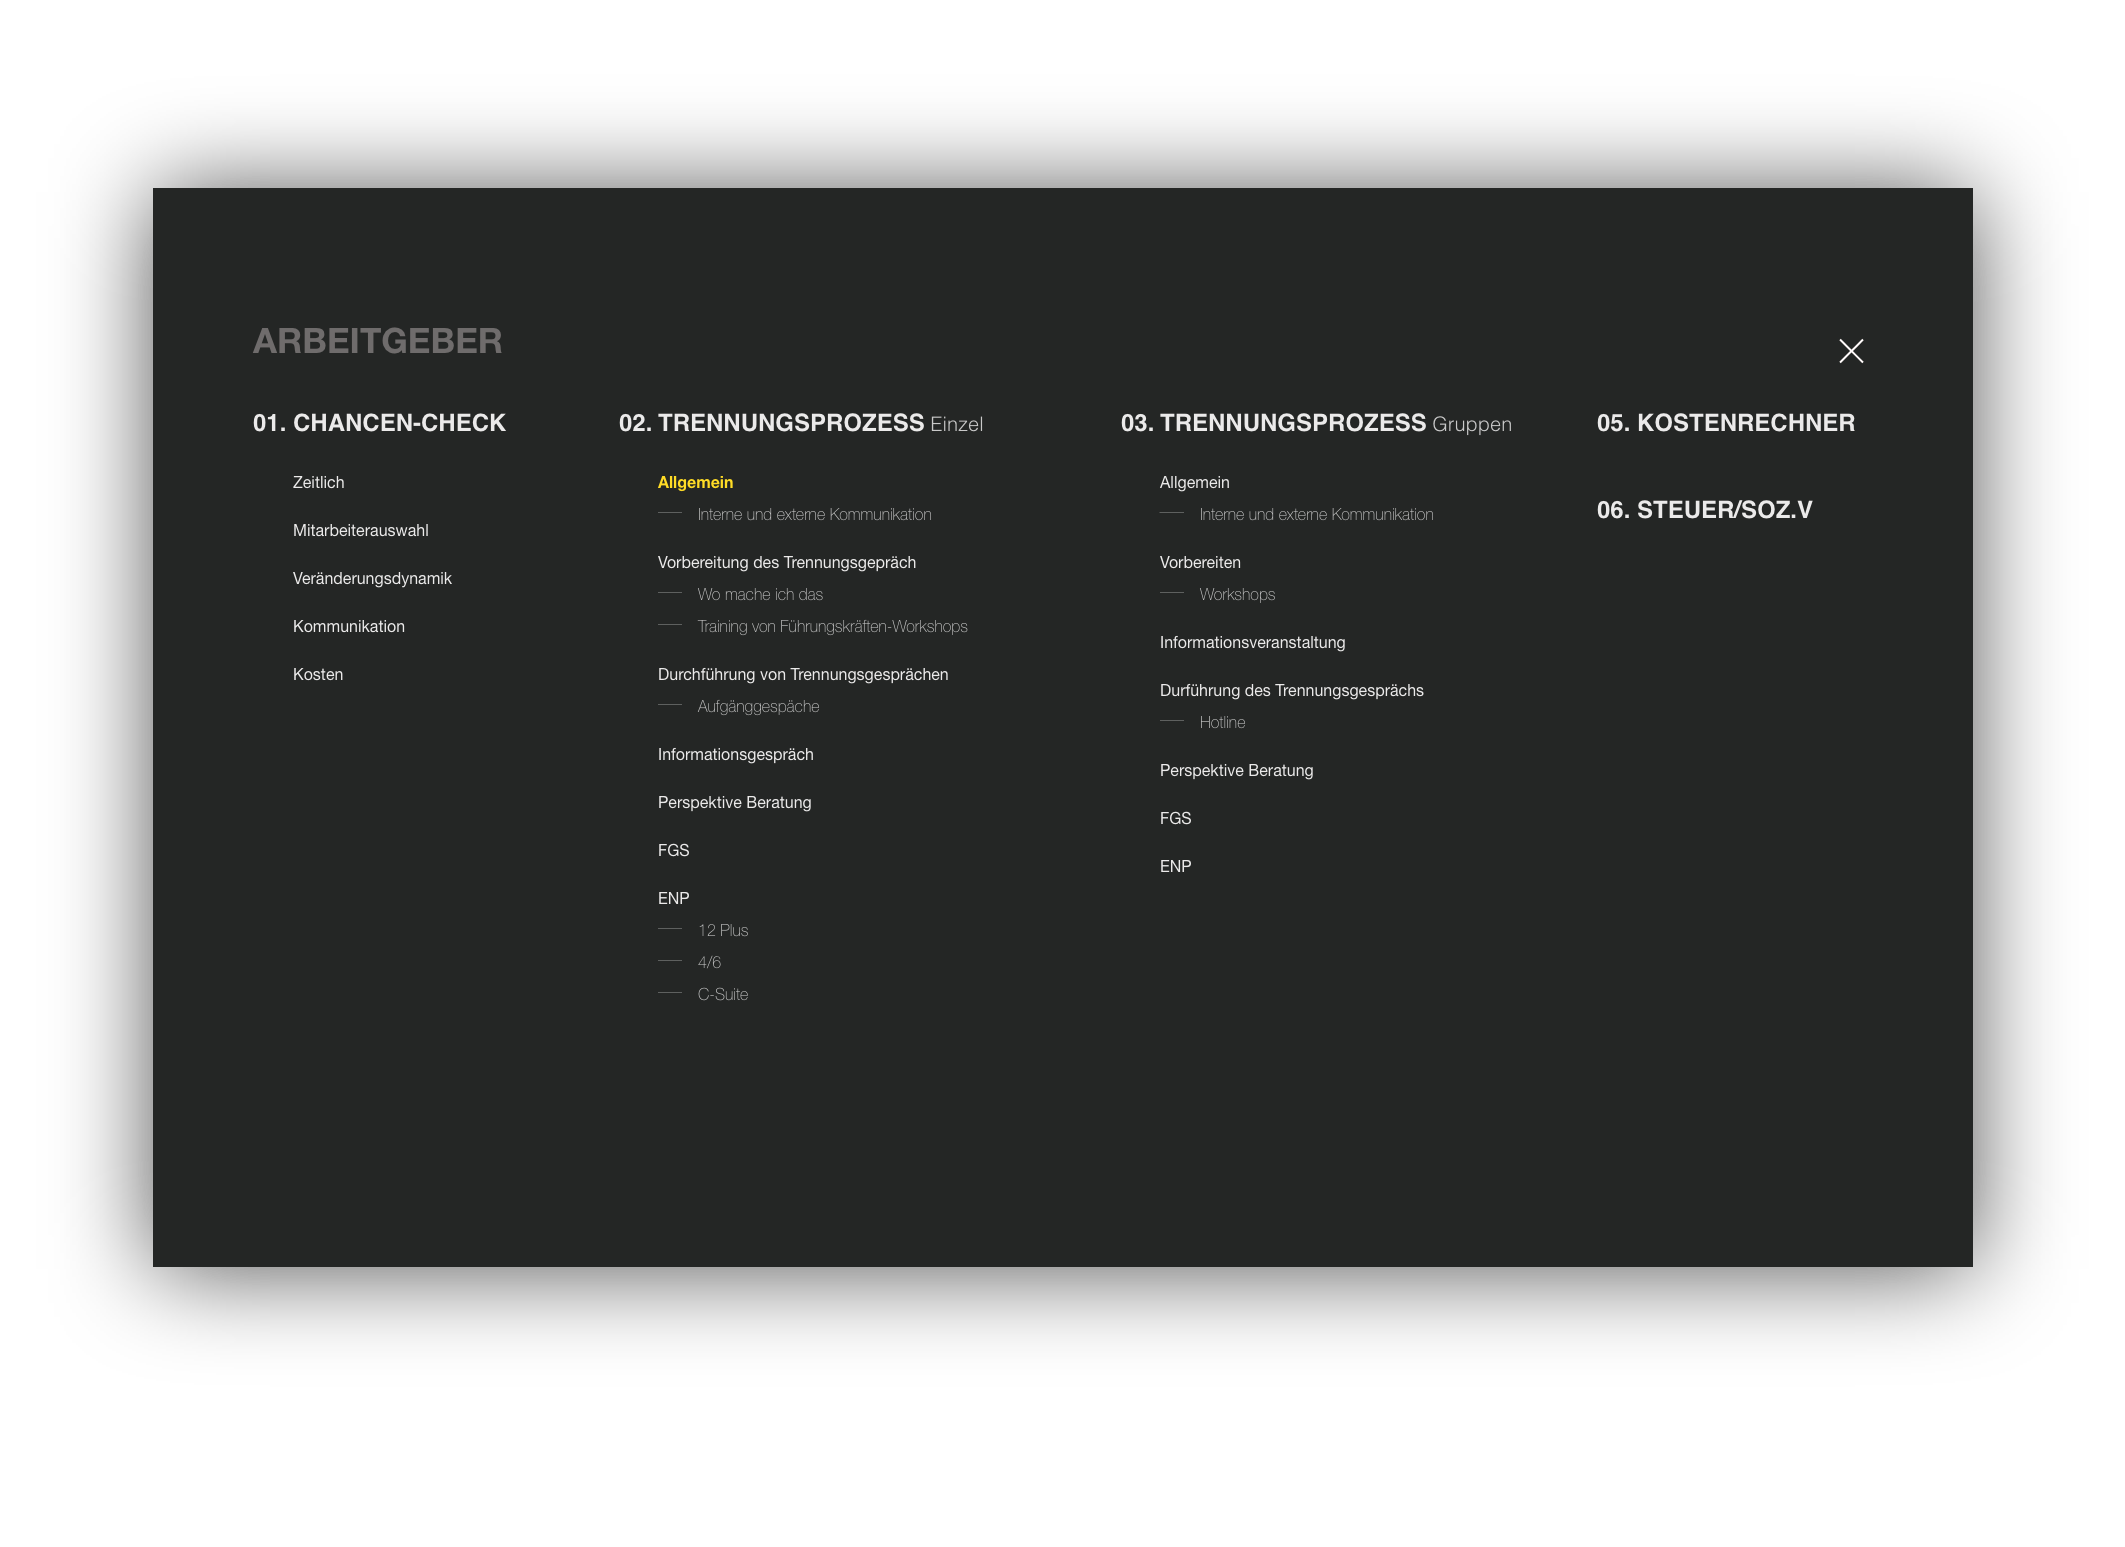 ARBEITGEBER
01. CHANCEN-CHECK
Zeitlich
Mitarbeiterauswahl
Veränderungsdynamik
Kommunikation
Kosten
02. TRENNUNGSPROZESS Einzel
Allgemein
Interne und externe Kommunikation
Vorbereitung des Trennungsgepräch
Wo mache ich das
Training von Führungskräften-Workshops
Durchführung von Trennungsgesprächen
Aufgänggespäche
Informationsgespräch
Perspektive Beratung
FGS
ENP
12 Plus
4/6
C-Suite
03. TRENNUNGSPROZESS Gruppen
Allgemein
Interne und externe Kommunikation
Vorbereiten
Workshops
Informationsveranstaltung
Durführung des Trennungsgesprächs
Hotline
Perspektive Beratung
FGS
ENP
05. KOSTENRECHNER
06. STEUER/SOZ.V